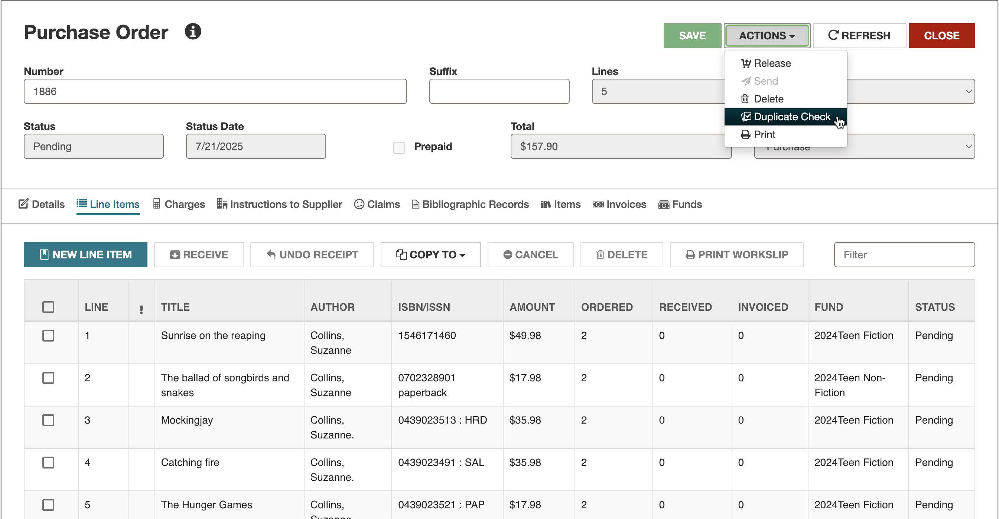 Purchase Order
SAVE
ACTIONS
REFRESH
CLOSE
Release
Send
Delete
Duplicate Check
Print
Number
Suffix
Lines
1886
5
Status
Status Date
Total
Pending
7/21/2025
Prepaid
$157.90
Purchase
Details
Line Items
Charges
Instructions to Supplier
Claims
Bibliographic Records
Items
Invoices
Funds
NEW LINE ITEM
RECEIVE
UNDO RECEIPT
COPY TO
CANCEL
DELETE
PRINT WORKSLIP
Filter
LINE ! TITLE AUTHOR ISBN/ISSN AMOUNT ORDERED RECEIVED INVOICED FUND STATUS
1 Sunrise on the reaping Collins, 1546171460 $49.98 2 0 0 2024Teen Fiction Pending
Suzanne
2 The ballad of songbirds and Collins, 0702328901 $17.98 2 0 0 2024Teen Non- Pending
snakes Suzanne paperback Fiction
3 Mockingjay Collins, 0439023513 : HRD $35.98 2 0 0 2024Teen Fiction Pending
Suzanne.
4 Catching fire Collins, 0439023491 : SAL $35.98 2 0 0 2024Teen Fiction Pending
Suzanne.
5 The Hunger Games Collins, 0439023521 : PAP $17.98 2 0 0 2024Teen Fiction Pending